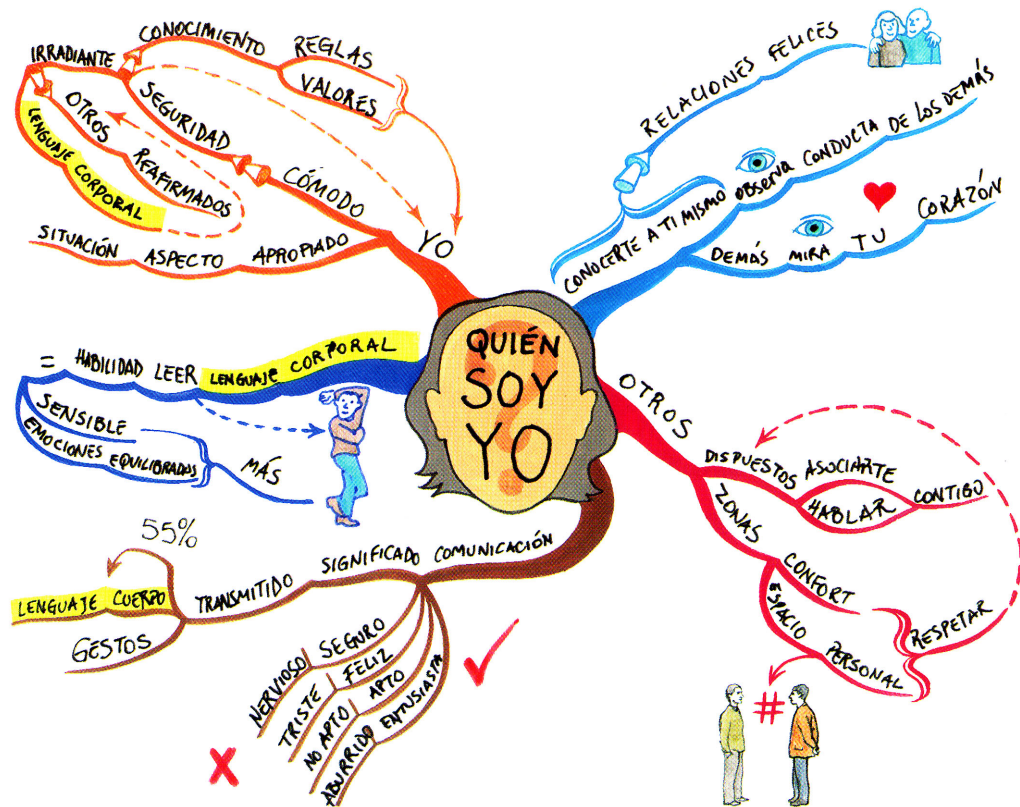 QUIÉN
SOY
YO
YO
CÓMODO
SEGURIDAD
IRRADIANTE
CONOCIMIENTO
REGLAS
VALORES
OTROS
REAFIRMADOS
LENGUAJE CORPORAL
APROPIADO
ASPECTO
SITUACIÓN
CONOCERTE A TI MISMO
RELACIONES FELICES
OBSERVA CONDUCTA DE LOS DEMÁS
DEMÁS MIRA TU CORAZÓN
OTROS
DISPUESTOS
ASOCIARTE
HABLAR
CONTIGO
ZONAS
CONFORT
ESPACIO
PERSONAL
RESPETAR
#
COMUNICACIÓN
SIGNIFICADO
TRANSMITIDO
55%
LENGUAJE CUERPO
GESTOS
NERVIOSO SEGURO
TRISTE FELIZ
NO APTO APTO
ABURRIDO ENTUSIASTA
LENGUAJE CORPORAL
= HABILIDAD LEER
SENSIBLE
EMOCIONES EQUILIBRADOS
MÁS